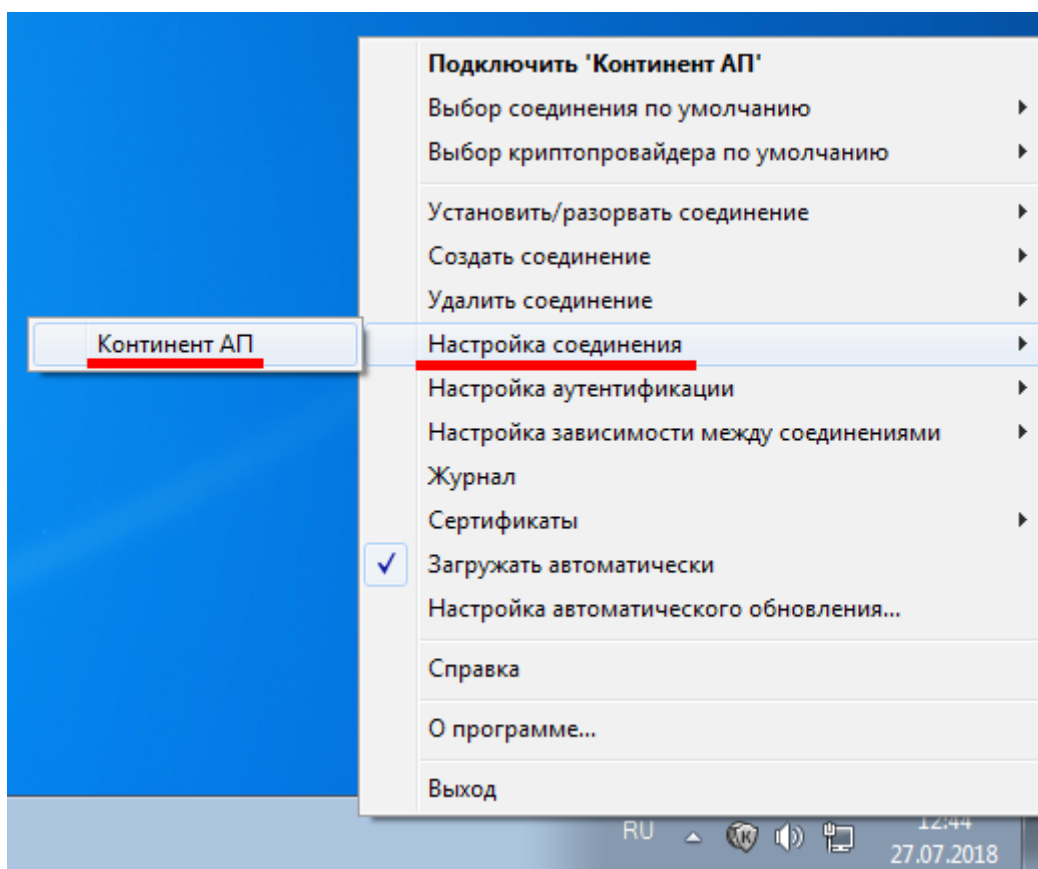 Подключить 'Континент АП'
Выбор соединения по умолчанию
Выбор криптопровайдера по умолчанию
Установить/разорвать соединение
Создать соединение
Удалить соединение
Континент АП
Настройка соединения
Настройка аутентификации
Настройка зависимости между соединениями
Журнал
Сертификаты
Загружать автоматически
Настройка автоматического обновления...
Справка
О программе...
Выход
RU
12:44
27.07.2018